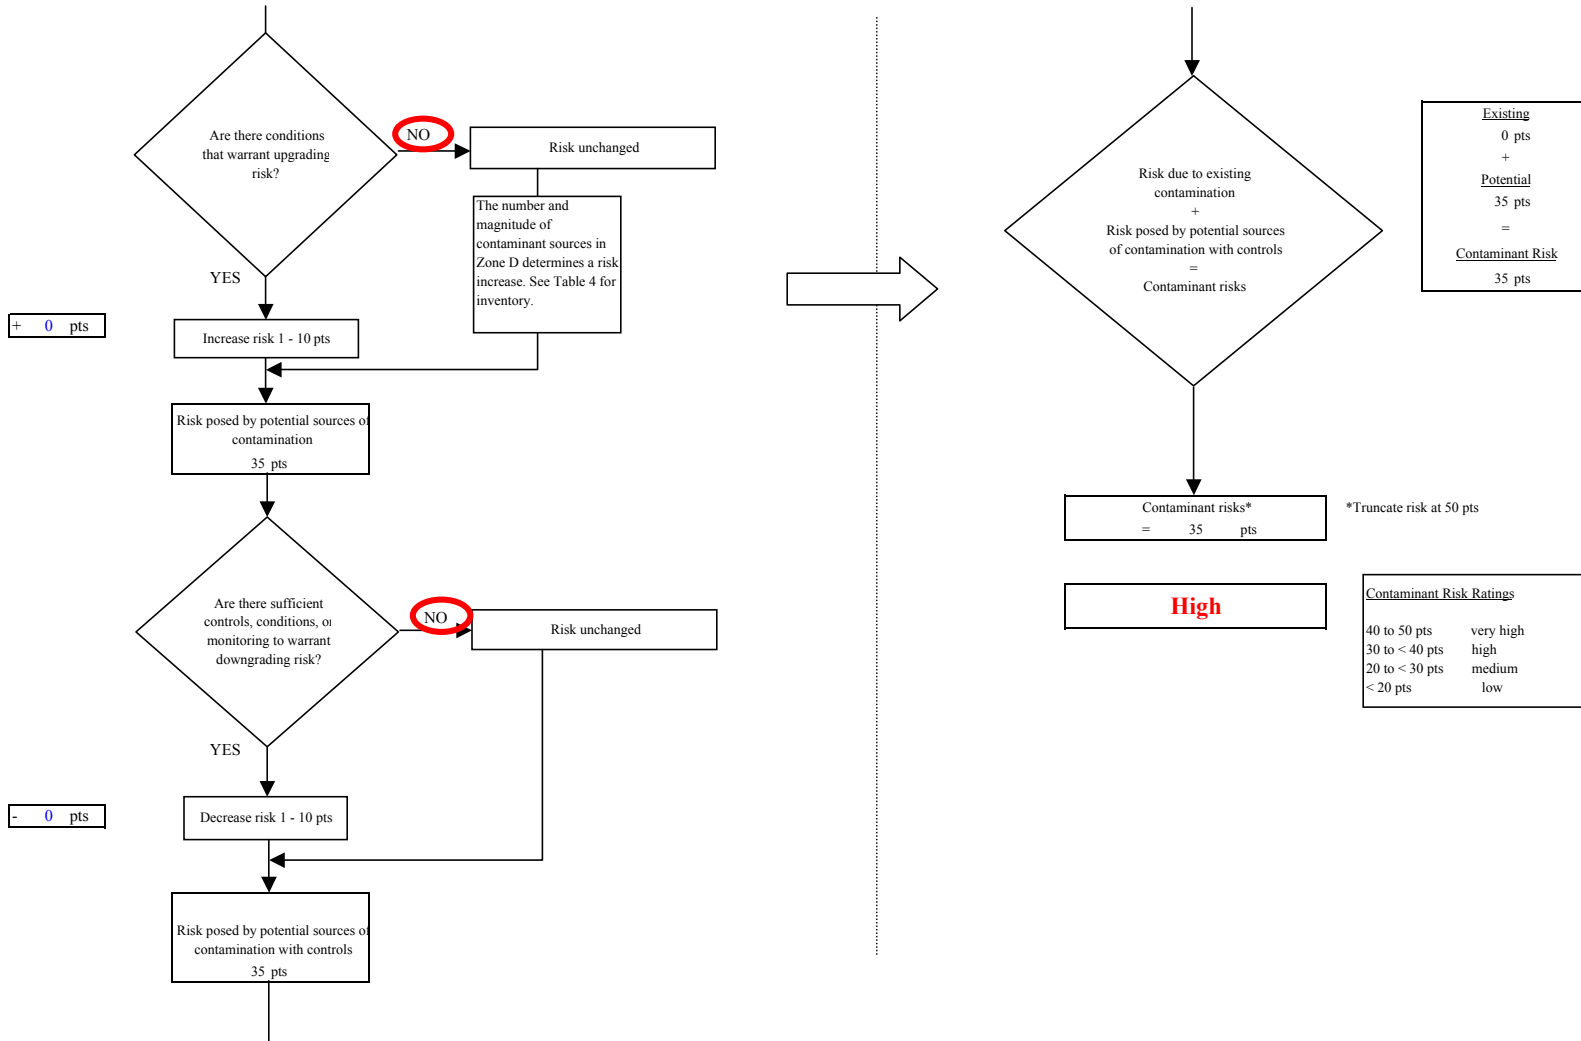 Are there conditions
that warrant upgrading
risk?
NO
Risk unchanged
The number and
magnitude of
contaminant sources in
Zone D determines a risk
increase. See Table 4 for
inventory.
YES
+ 0 pts
Increase risk 1 - 10 pts
Risk posed by potential sources of
contamination
35 pts
Are there sufficient
controls, conditions, or
monitoring to warrant
downgrading risk?
NO
Risk unchanged
YES
- 0 pts
Decrease risk 1 - 10 pts
Risk posed by potential sources of
contamination with controls
35 pts
Risk due to existing
contamination
+
Risk posed by potential sources
of contamination with controls
=
Contaminant risks
Existing
0 pts
+
Potential
35 pts
=
Contaminant Risk
35 pts
Contaminant risks*
= 35 pts
*Truncate risk at 50 pts
High
Contaminant Risk Ratings
40 to 50 pts very high
30 to < 40 pts high
20 to < 30 pts medium
< 20 pts low